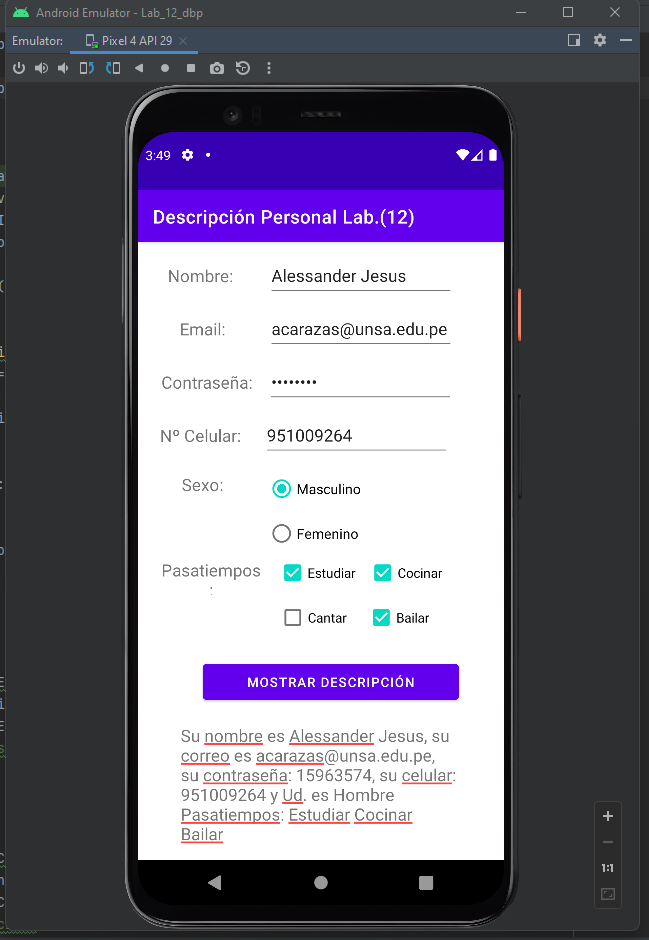 Android Emulator - Lab_12_dbp
Emulator: Pixel 4 API 29
3:49
Descripción Personal Lab.(12)
Nombre: Alessander Jesus
Email: acarazas@unsa.edu.pe
Contraseña: ••••••••
Nº Celular: 951009264
Sexo: Masculino
Femenino
Pasatiempos Estudiar Cocinar
:
Cantar Bailar
MOSTRAR DESCRIPCIÓN
Su nombre es Alessander Jesus, su
correo es acarazas@unsa.edu.pe,
su contraseña: 15963574, su celular:
951009264 y Ud. es Hombre
Pasatiempos: Estudiar Cocinar
Bailar
1:1